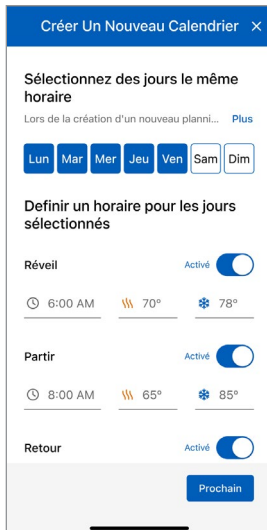 Créer Un Nouveau Calendrier ×
Sélectionnez des jours le même
horaire
Lors de la création d'un nouveau planni... Plus
Lun Mar Mer Jeu Ven Sam Dim
Definir un horaire pour les jours
sélectionnés
Réveil Activé
6:00 AM 70° 78°
Partir Activé
8:00 AM 65° 85°
Retour Activé
Prochain